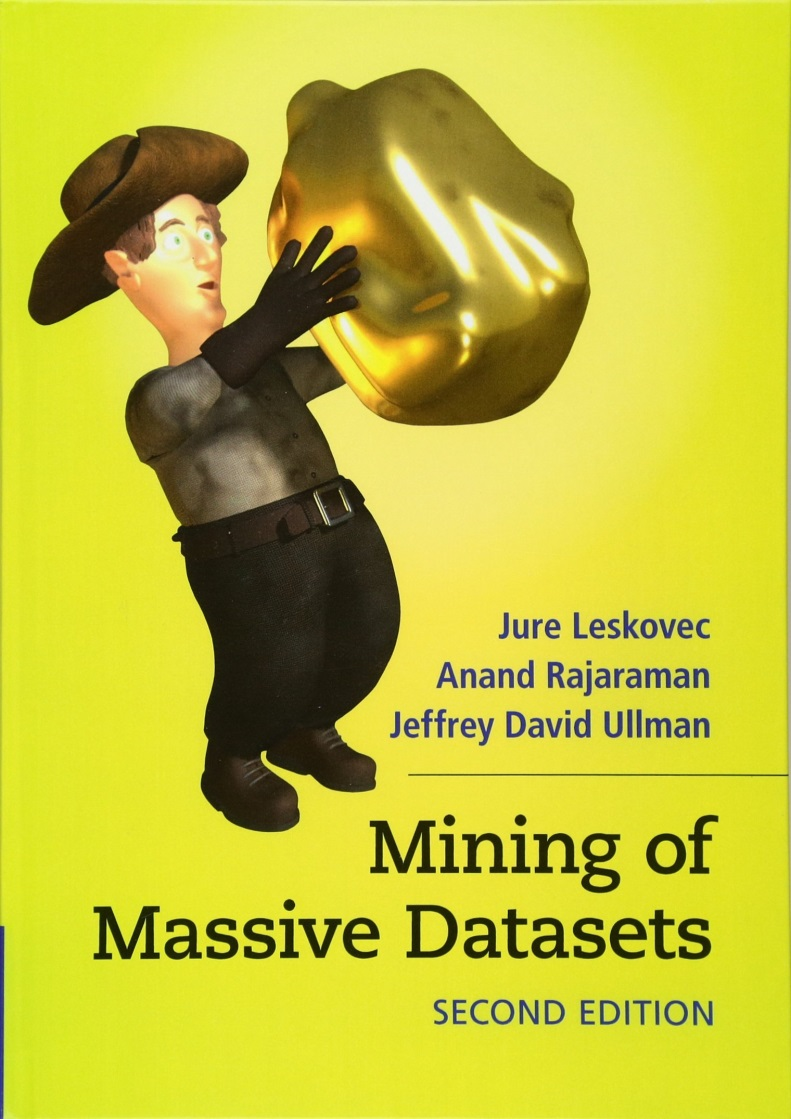 Jure Leskovec
Anand Rajaraman
Jeffrey David Ullman
Mining of
Massive Datasets
SECOND EDITION